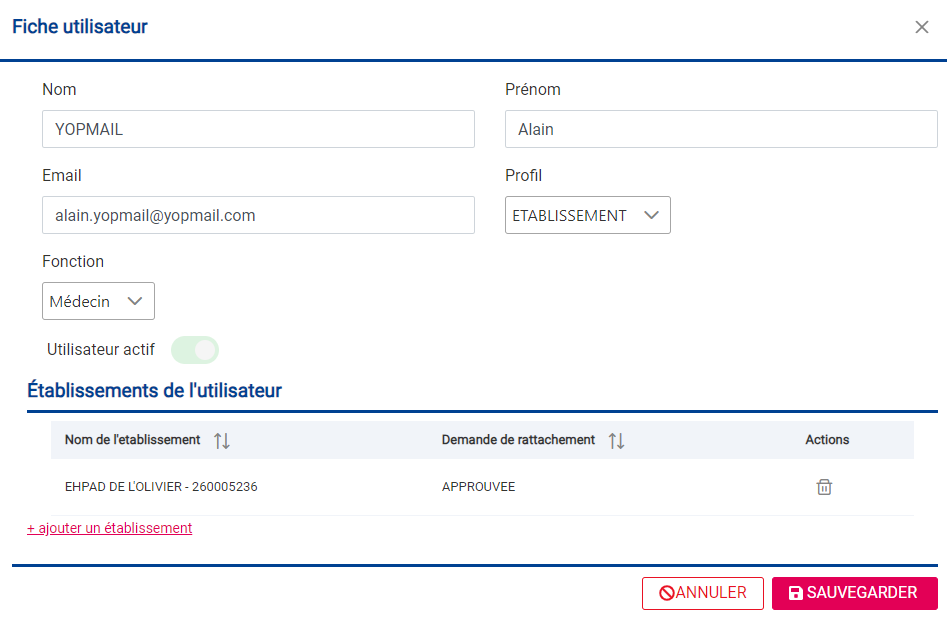 Fiche utilisateur
Nom
Prénom
YOPMAIL
Alain
Email
Profil
alain.yopmail@yopmail.com
ETABLISSEMENT
Fonction
Médecin
Utilisateur actif
Établissements de l'utilisateur
Nom de l'etablissement Demande de rattachement Actions
EHPAD DE L'OLIVIER - 260005236 APPROUVEE
+ ajouter un établissement
ANNULER SAUVEGARDER